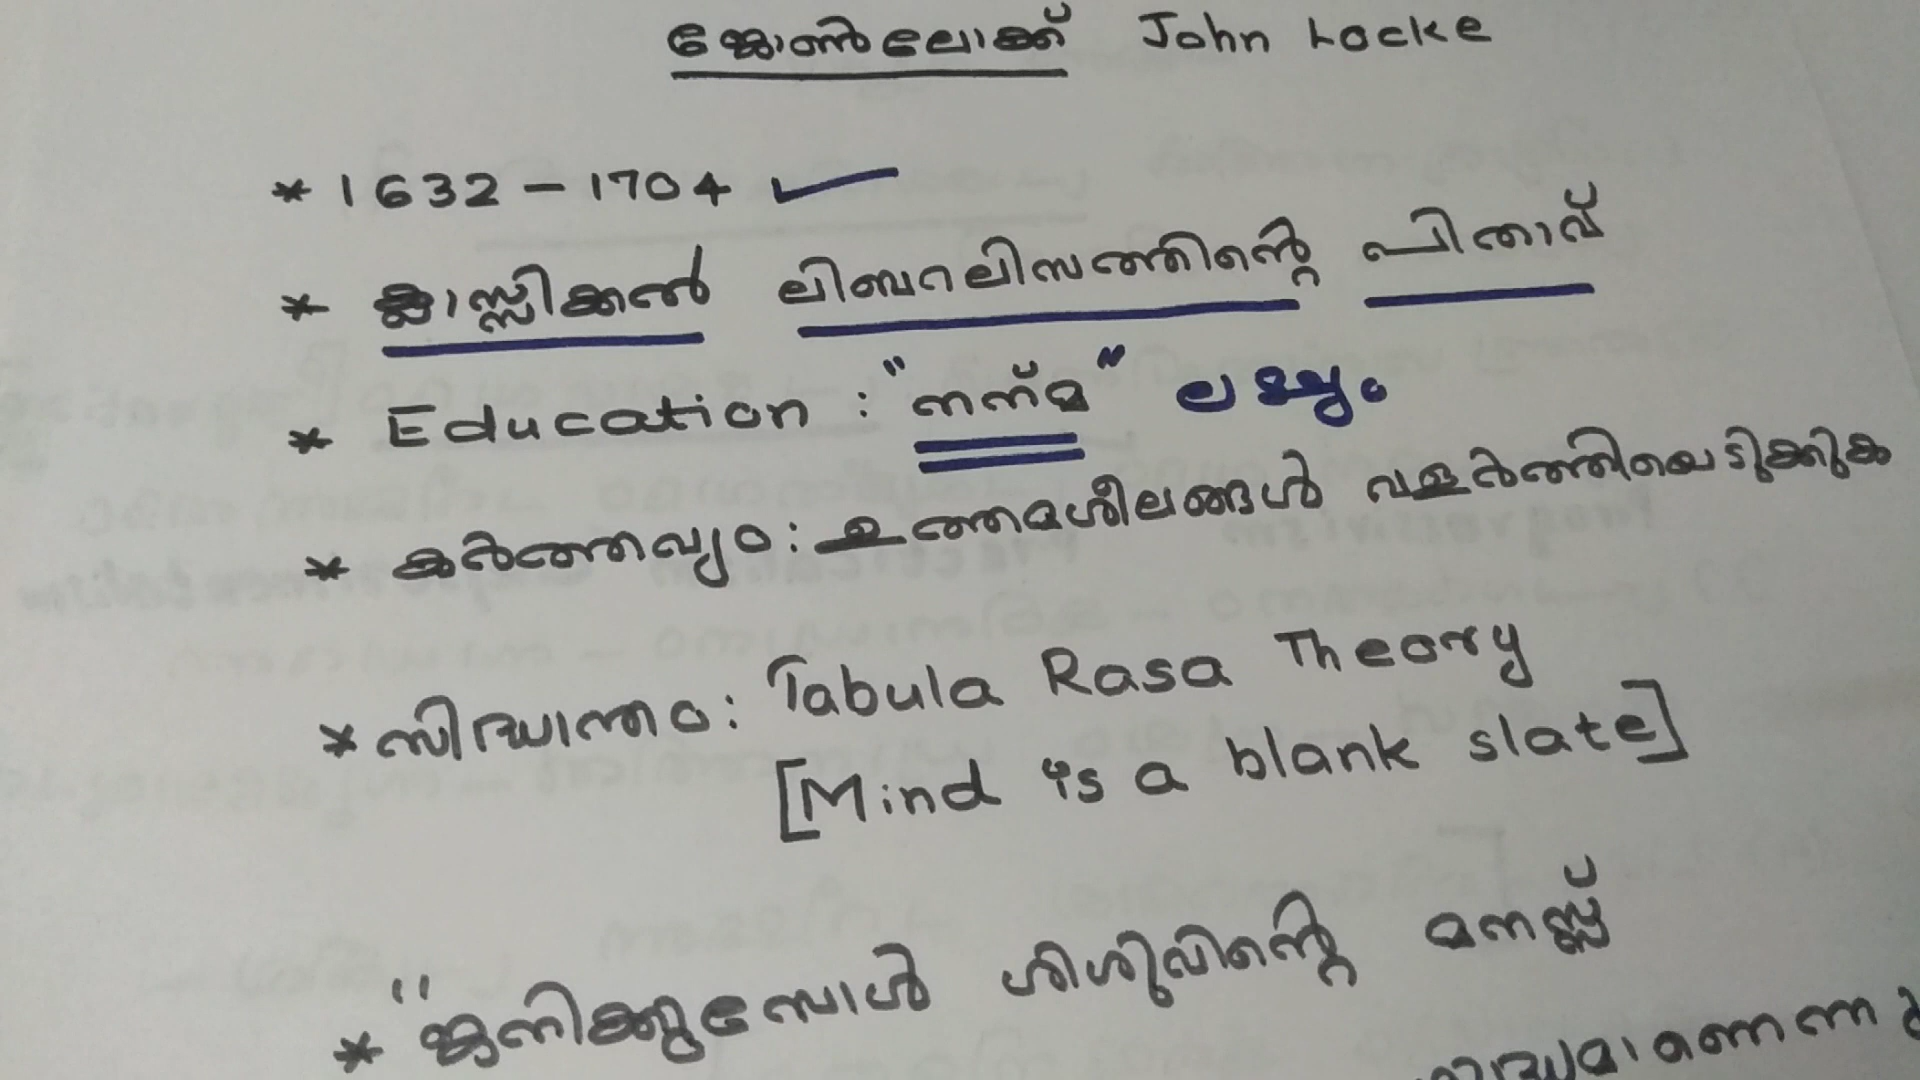 ജോൺലോക്ക് John Locke
* 1632 – 1704 ✓
* ക്ലാസ്സിക്കൽ ലിബറലിസത്തിന്റെ പിതാവ്
* Education : "നന്മ" ലക്ഷ്യം
* കർത്തവ്യം : ഉത്തമശീലങ്ങൾ വളർത്തിയെടുക്കുക
* സിദ്ധാന്തം : Tabula Rasa Theory
[Mind is a blank slate]
* "ജനിക്കുമ്പോൾ ശിശുവിന്റെ മനസ്സ്